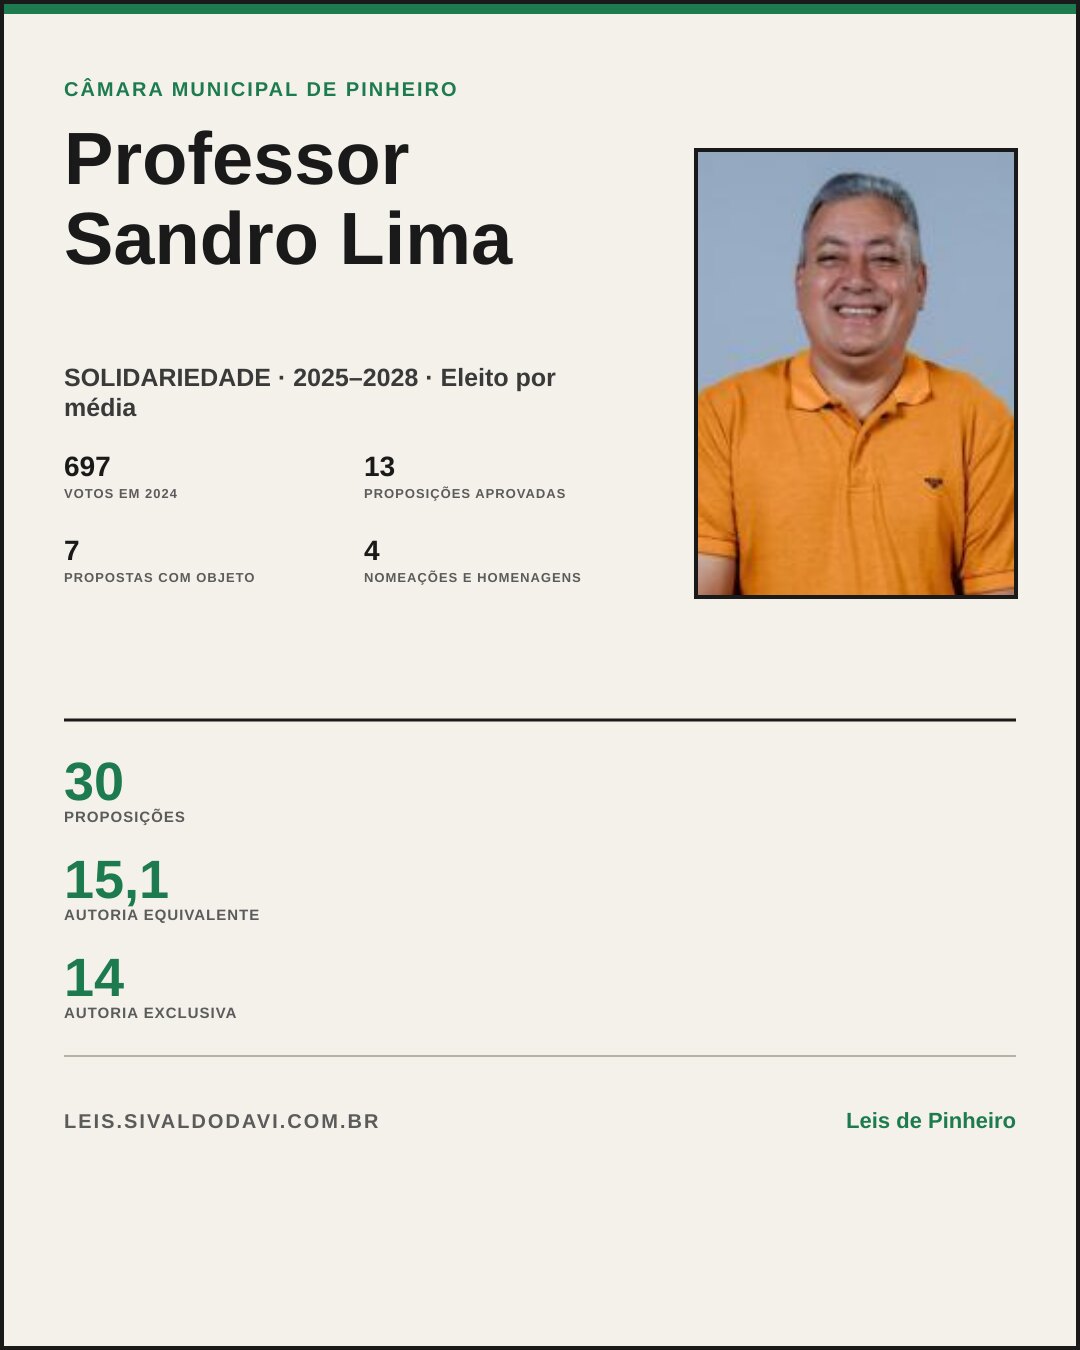 CÂMARA MUNICIPAL DE PINHEIRO
Professor
Sandro Lima
SOLIDARIEDADE · 2025–2028 · Eleito por
média
697
VOTOS EM 2024
13
PROPOSIÇÕES APROVADAS
7
PROPOSTAS COM OBJETO
4
NOMEAÇÕES E HOMENAGENS
30
PROPOSIÇÕES
15,1
AUTORIA EQUIVALENTE
14
AUTORIA EXCLUSIVA
LEIS.SIVALDODAVI.COM.BR
Leis de Pinheiro